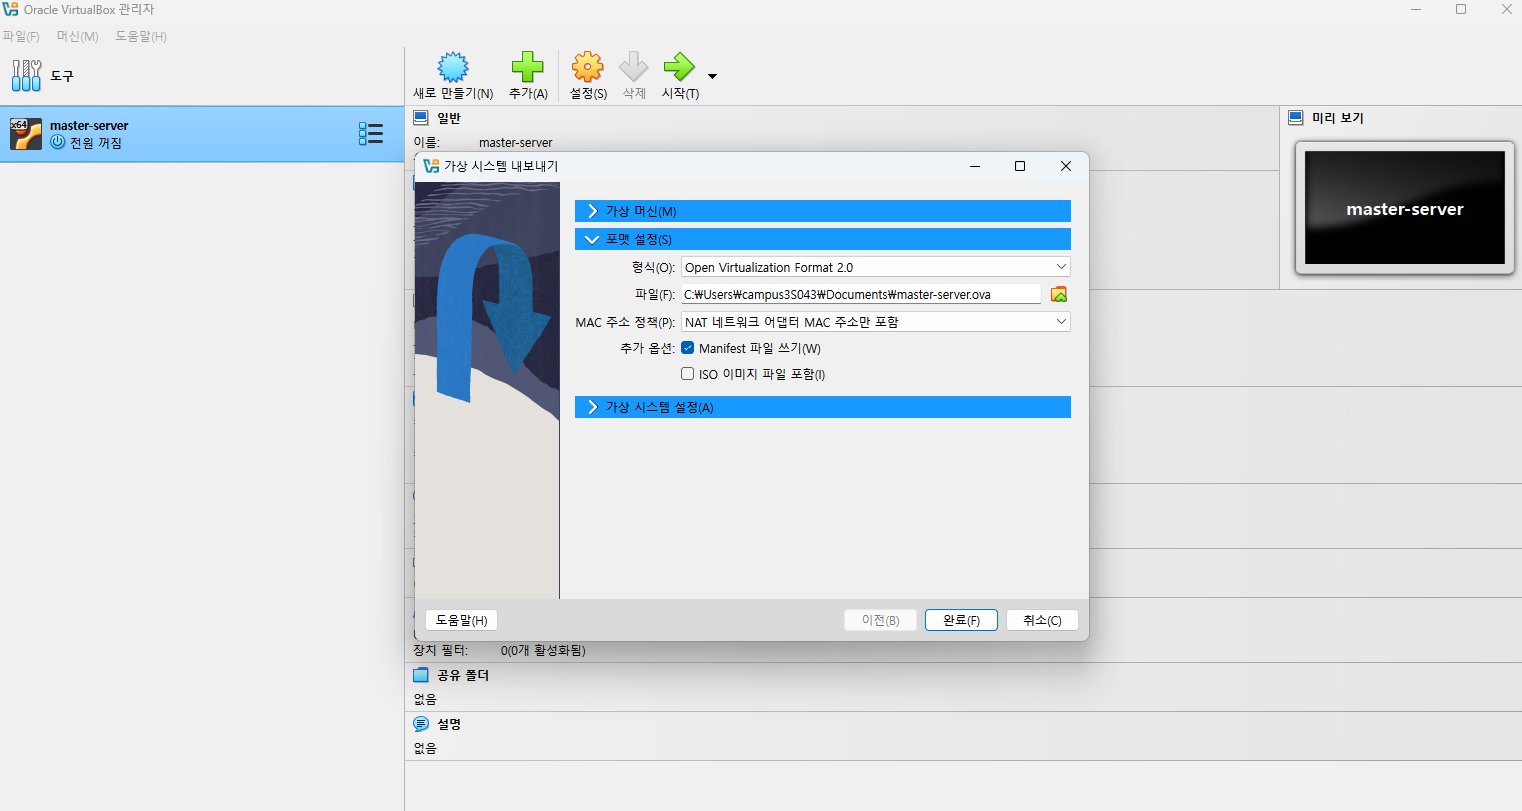 Oracle VirtualBox 관리자
파일(F) 머신(M) 도움말(H)
도구
새로 만들기(N) 추가(A) 설정(S) 삭제 시작(T)
x64
master-server
전원 꺼짐
일반
이름: master-server
미리 보기
master-server
가상 시스템 내보내기
가상 머신(M)
포맷 설정(S)
형식(O): Open Virtualization Format 2.0
파일(F): C:₩Users₩campus3S043₩Documents₩master-server.ova
MAC 주소 정책(P): NAT 네트워크 어댑터 MAC 주소만 포함
추가 옵션: Manifest 파일 쓰기(W)
ISO 이미지 파일 포함(I)
가상 시스템 설정(A)
도움말(H) 이전(B) 완료(F) 취소(C)
장치 필터: 0(0개 활성화됨)
공유 폴더
없음
설명
없음